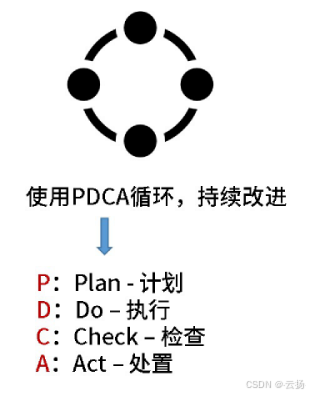 使用PDCA循环，持续改进
P：Plan - 计划
D：Do – 执行
C：Check – 检查
A：Act – 处置
CSDN @云扬